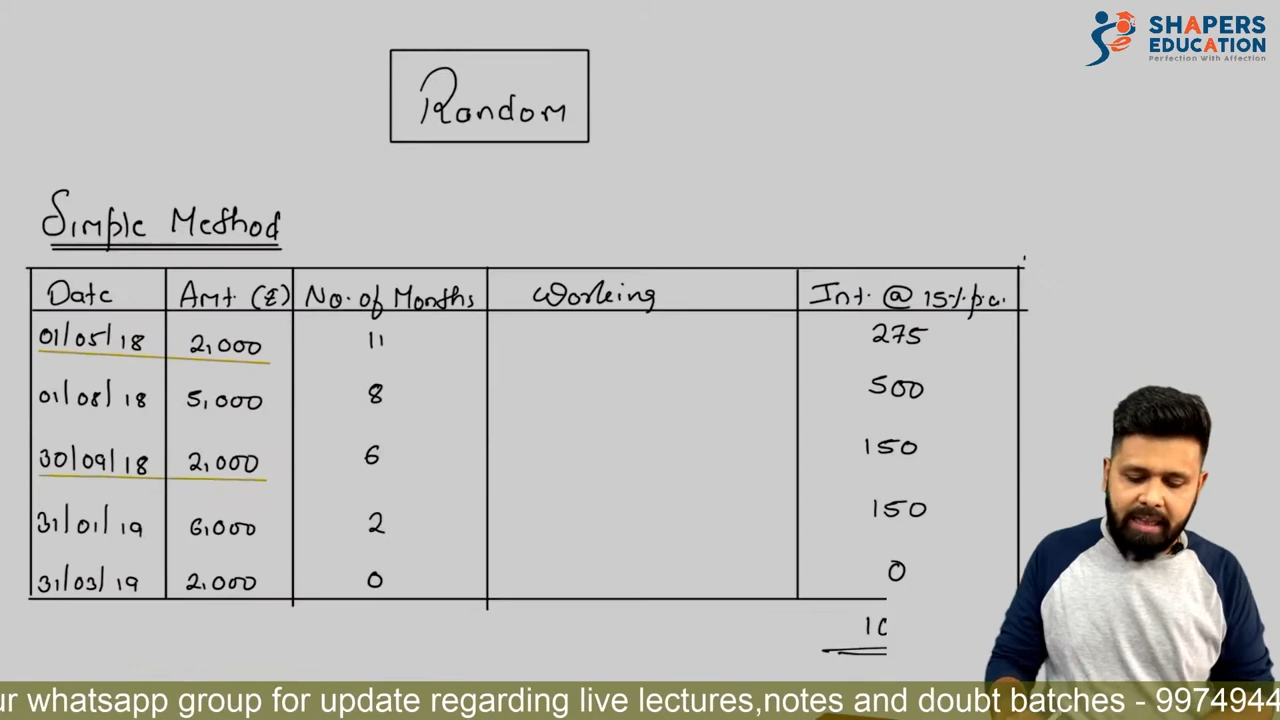 SHAPERS
EDUCATION
Perfection With Affection
Random
Simple Method
Date Amt. (₹) No. of Months Working Int. @ 15% p.a.
01/05/18 2,000 11 275
01/08/18 5,000 8 500
30/09/18 2,000 6 150
31/01/19 6,000 2 150
31/03/19 2,000 0 0
10
ur whatsapp group for update regarding live lectures,notes and doubt batches - 9974944